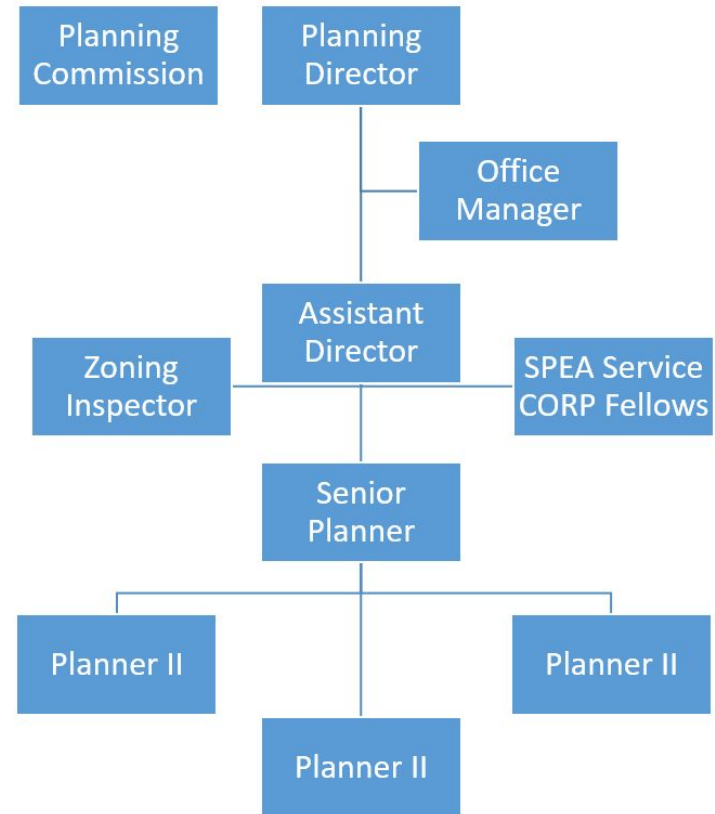 Planning
Commission
Planning
Director
Office
Manager
Assistant
Director
Zoning
Inspector
SPEA Service
CORP Fellows
Senior
Planner
Planner II
Planner II
Planner II